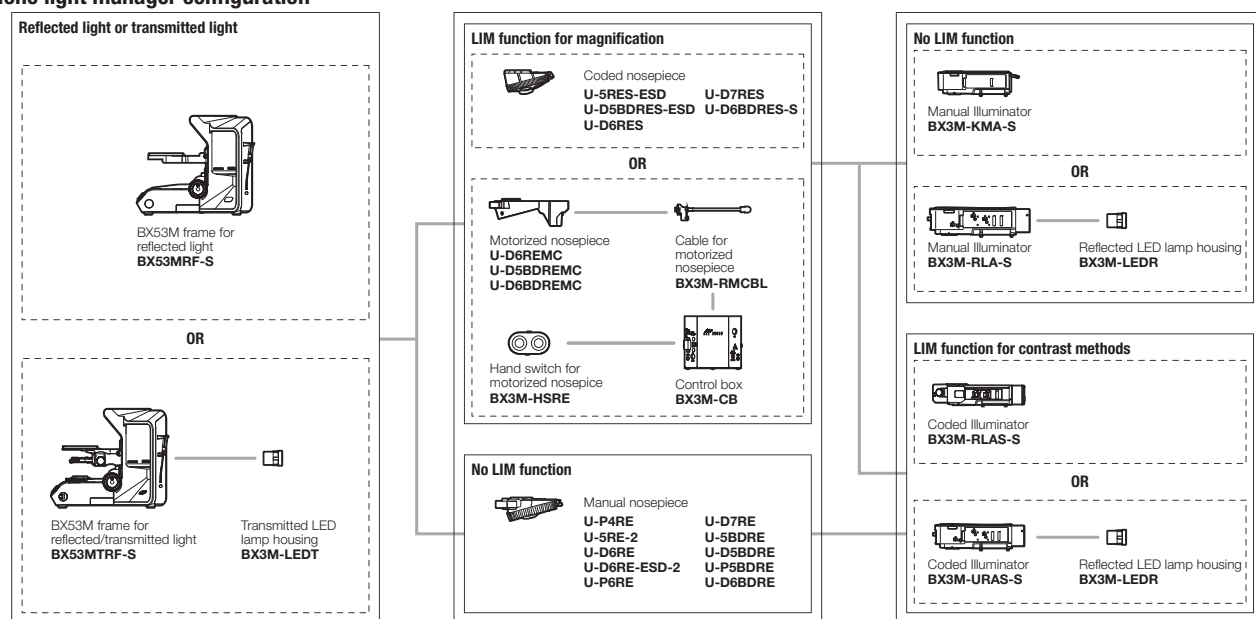 light manager configuration
Reflected light or transmitted light
BX53M frame for
reflected light
BX53MRF-S
OR
BX53M frame for
reflected/transmitted light
BX53MTRF-S
Transmitted LED
lamp housing
BX3M-LEDT
LIM function for magnification
Coded nosepiece
U-5RES-ESD U-D7RES
U-D5BDRES-ESD U-D6BDRES-S
U-D6RES
OR
Motorized nosepiece
U-D6REMC
U-D5BDREMC
U-D6BDREMC
Cable for
motorized
nosepiece
BX3M-RMCBL
Hand switch for
motorized nosepice
BX3M-HSRE
Control box
BX3M-CB
No LIM function
Manual nosepiece
U-P4RE U-D7RE
U-5RE-2 U-5BDRE
U-D6RE U-D5BDRE
U-D6RE-ESD-2 U-P5BDRE
U-P6RE U-D6BDRE
No LIM function
Manual Illuminator
BX3M-KMA-S
OR
Manual Illuminator
BX3M-RLA-S
Reflected LED lamp housing
BX3M-LEDR
LIM function for contrast methods
Coded Illuminator
BX3M-RLAS-S
OR
Coded Illuminator
BX3M-URAS-S
Reflected LED lamp housing
BX3M-LEDR